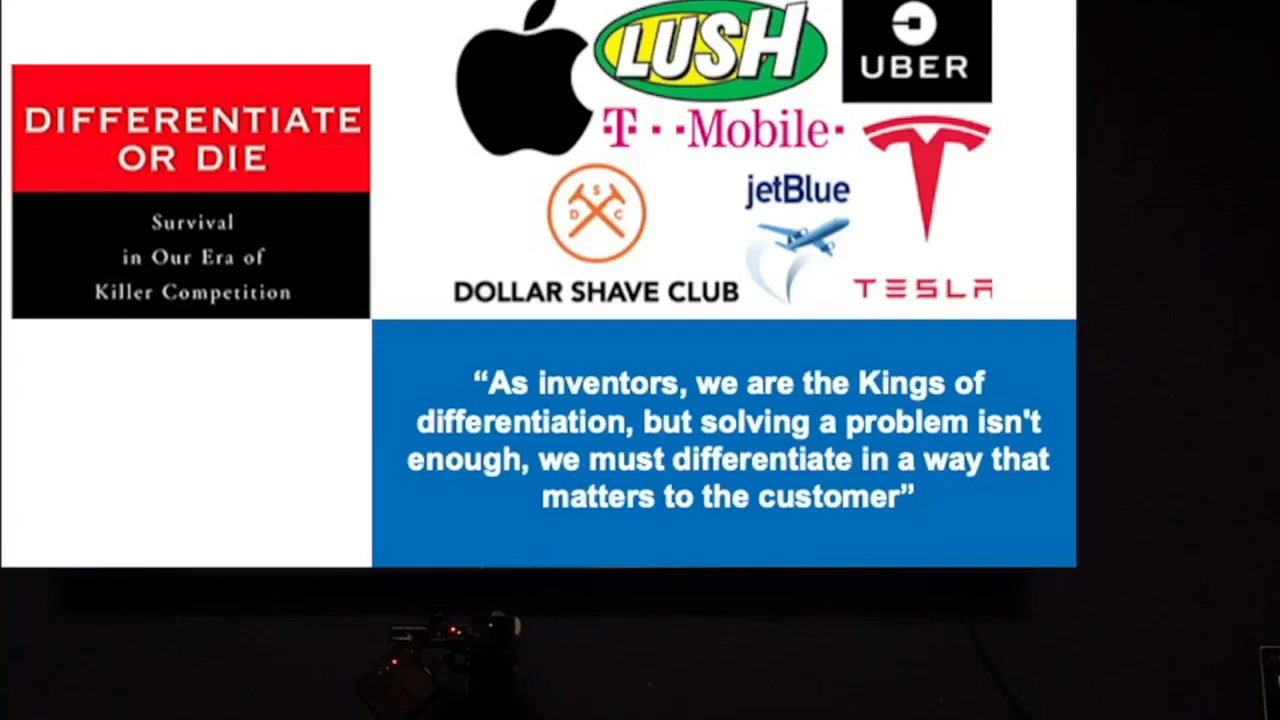 DIFFERENTIATE
OR DIE
Survival
in Our Era of
Killer Competition
LUSH
UBER
T··Mobile·
D S C
jetBlue
DOLLAR SHAVE CLUB
TESLA
“As inventors, we are the Kings of
differentiation, but solving a problem isn't
enough, we must differentiate in a way that
matters to the customer”